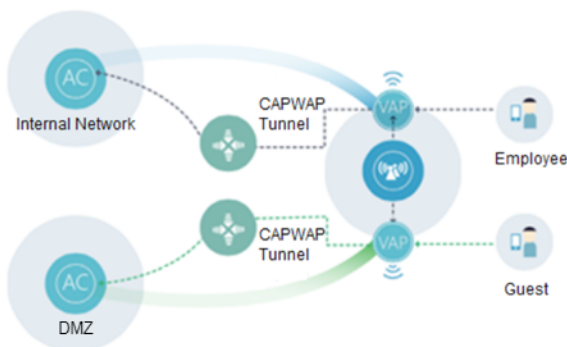 AC
Internal Network
CAPWAP
Tunnel
VAP
Employee
CAPWAP
Tunnel
VAP
AC
DMZ
Guest